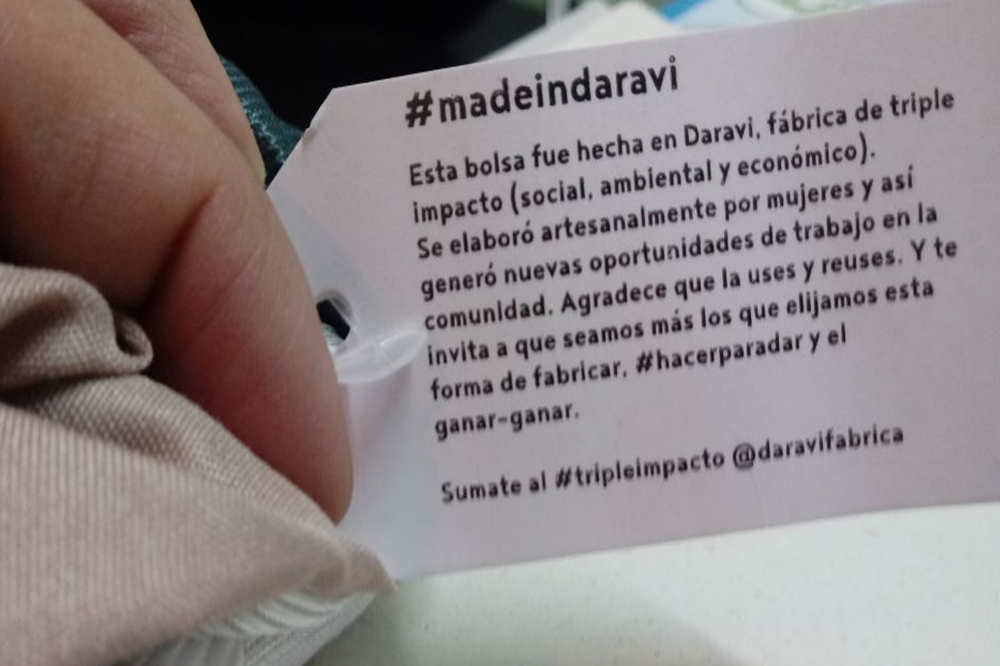 #madeindaravi
Esta bolsa fue hecha en Daravi, fábrica de triple
impacto (social, ambiental y económico).
Se elaboró artesanalmente por mujeres y así
generó nuevas oportunidades de trabajo en la
comunidad. Agradece que la uses y reuses. Y te
invita a que seamos más los que elijamos esta
forma de fabricar, #hacerparadar y el
ganar-ganar.
Sumate al #tripleimpacto @daravifabrica